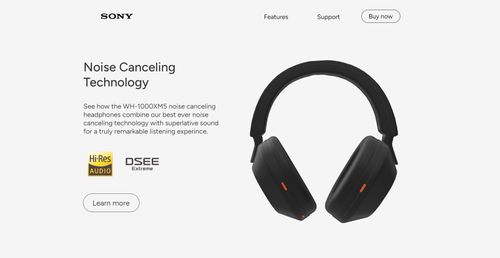 SONY
Features
Support
Buy now
Noise Canceling
Technology
See how the WH-1000XM5 noise canceling
headphones combine our best ever noise
canceling technology with superlative sound
for a truly remarkable listening experince.
Hi-Res
AUDIO
DSEE
Extreme
Learn more